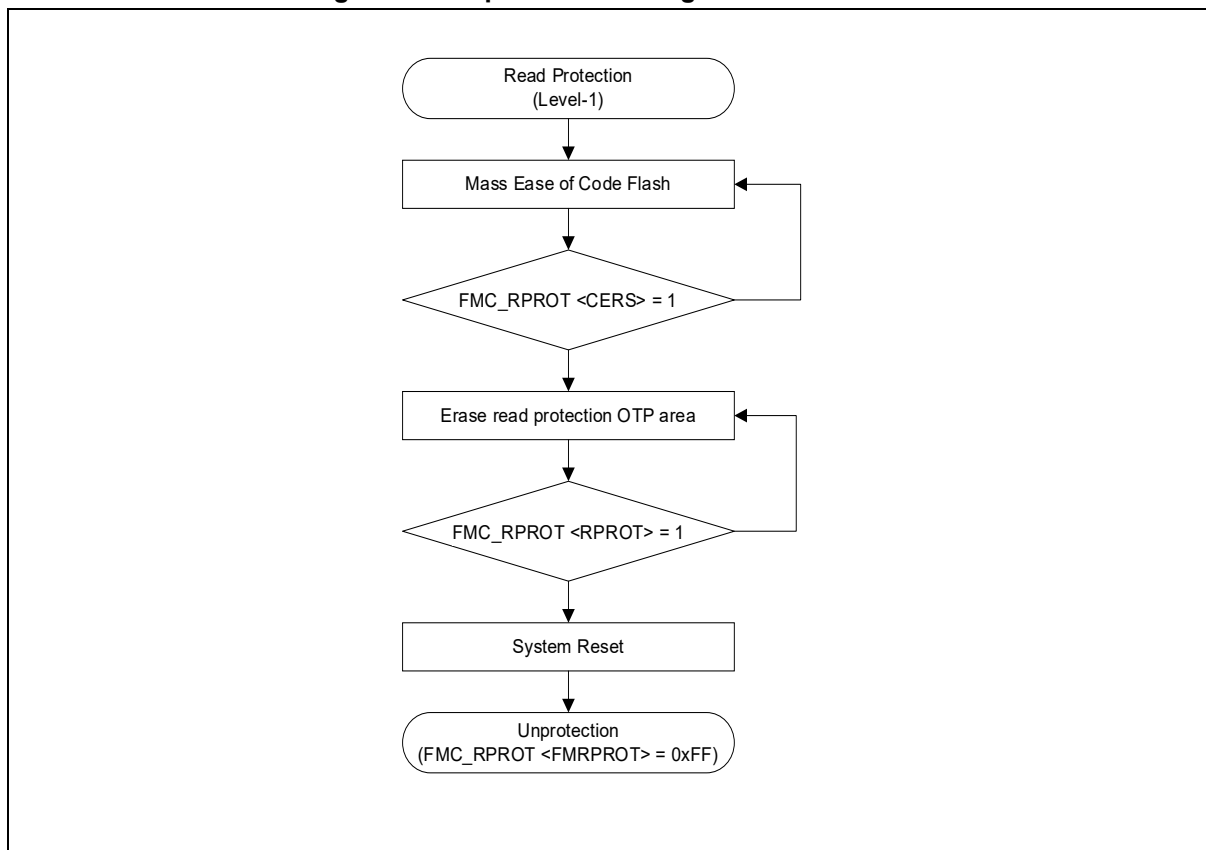 Read Protection
(Level-1)
Mass Ease of Code Flash
FMC_RPROT <CERS> = 1
Erase read protection OTP area
FMC_RPROT <RPROT> = 1
System Reset
Unprotection
(FMC_RPROT <FMRPROT> = 0xFF)